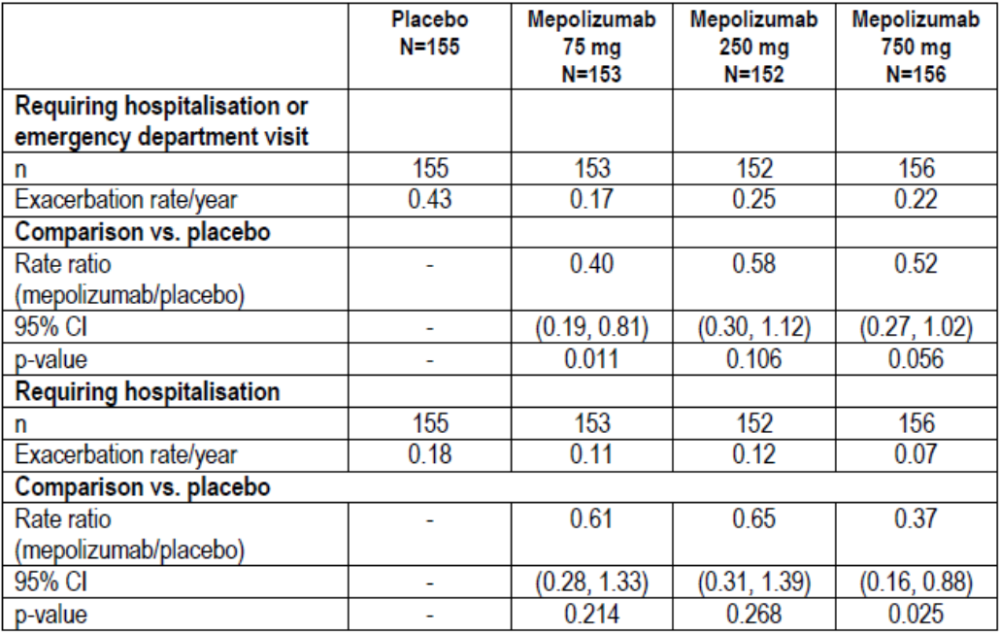 Placebo N=155 Mepolizumab 75 mg N=153 Mepolizumab 250 mg N=152 Mepolizumab 750 mg N=156
Requiring hospitalisation or
emergency department visit
n 155 153 152 156
Exacerbation rate/year 0.43 0.17 0.25 0.22
Comparison vs. placebo
Rate ratio - 0.40 0.58 0.52
(mepolizumab/placebo)
95% CI - (0.19, 0.81) (0.30, 1.12) (0.27, 1.02)
p-value - 0.011 0.106 0.056
Requiring hospitalisation
n 155 153 152 156
Exacerbation rate/year 0.18 0.11 0.12 0.07
Comparison vs. placebo
Rate ratio - 0.61 0.65 0.37
(mepolizumab/placebo)
95% CI - (0.28, 1.33) (0.31, 1.39) (0.16, 0.88)
p-value - 0.214 0.268 0.025